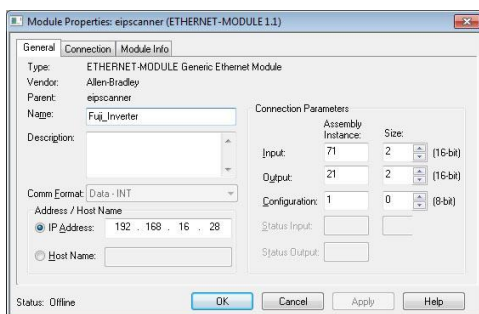 Module Properties: eipscanner (ETHERNET-MODULE 1.1)
General Connection Module Info
Type: ETHERNET-MODULE Generic Ethernet Module
Vendor: Allen-Bradley
Parent: eipscanner
Name: Fuji_Inverter
Description:
Comm Format: Data - INT
Address / Host Name
IP Address: 192 . 168 . 16 . 28
Host Name:
Connection Parameters
Assembly Instance: Size:
Input: 71 2 (16-bit)
Output: 21 2 (16-bit)
Configuration: 1 0 (8-bit)
Status Input:
Status Output:
Status: Offline OK Cancel Apply Help